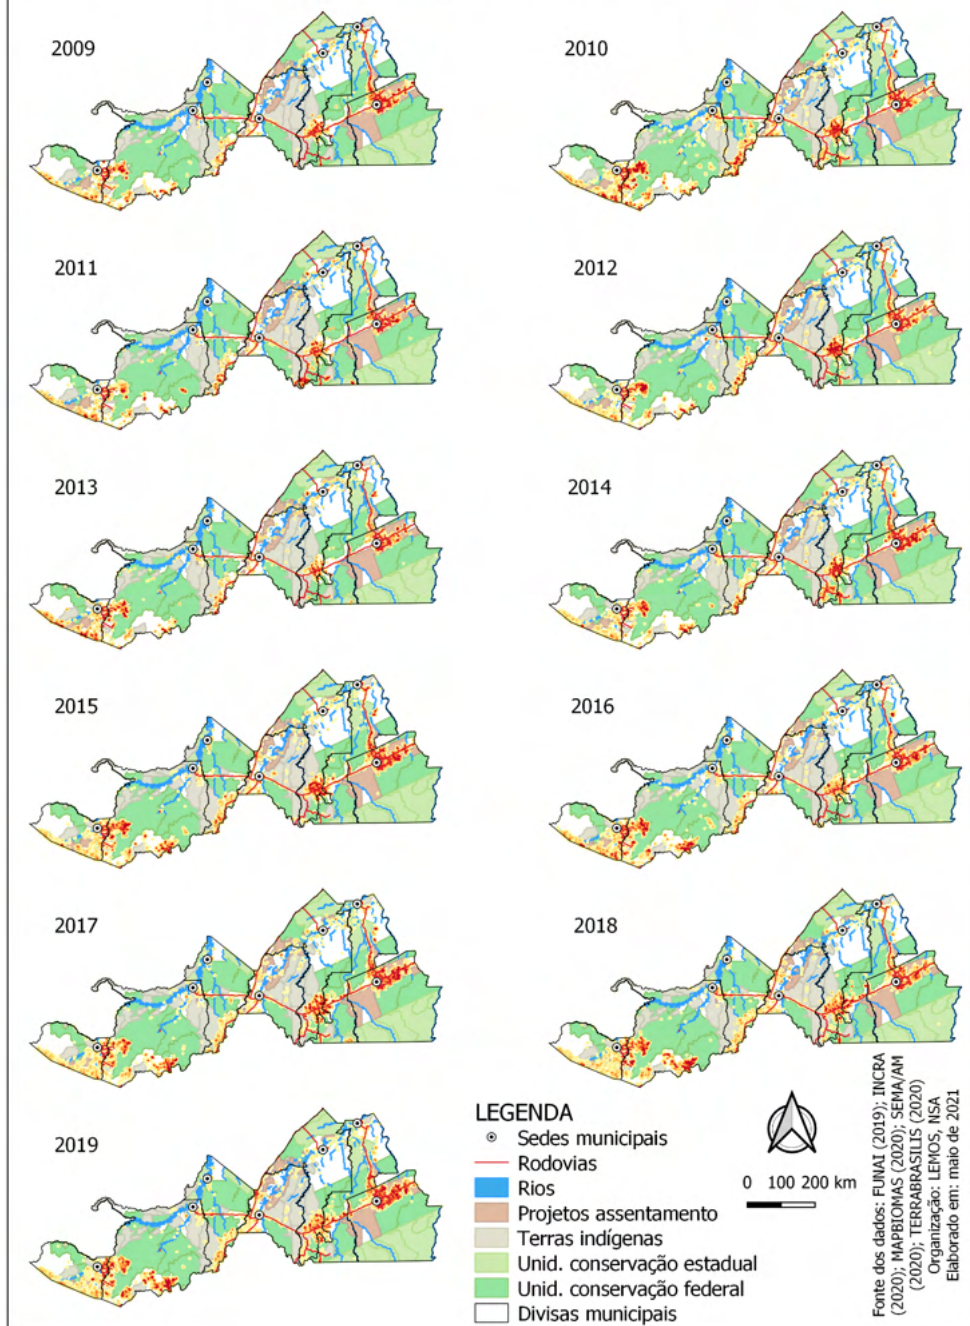 2009
2010
2011
2012
2013
2014
2015
2016
2017
2018
2019
LEGENDA
Sedes municipais
Rodovias
Rios
Projetos assentamento
Terras indígenas
Unid. conservação estadual
Unid. conservação federal
Divisas municipais
0 100 200 km
Fonte dos dados: FUNAI (2019); INCRA
(2020); MAPBIOMAS (2020); SEMA/AM
(2020); TERRABRASILIS (2020)
Organização: LEMOS, NSA
Elaborado em: maio de 2021